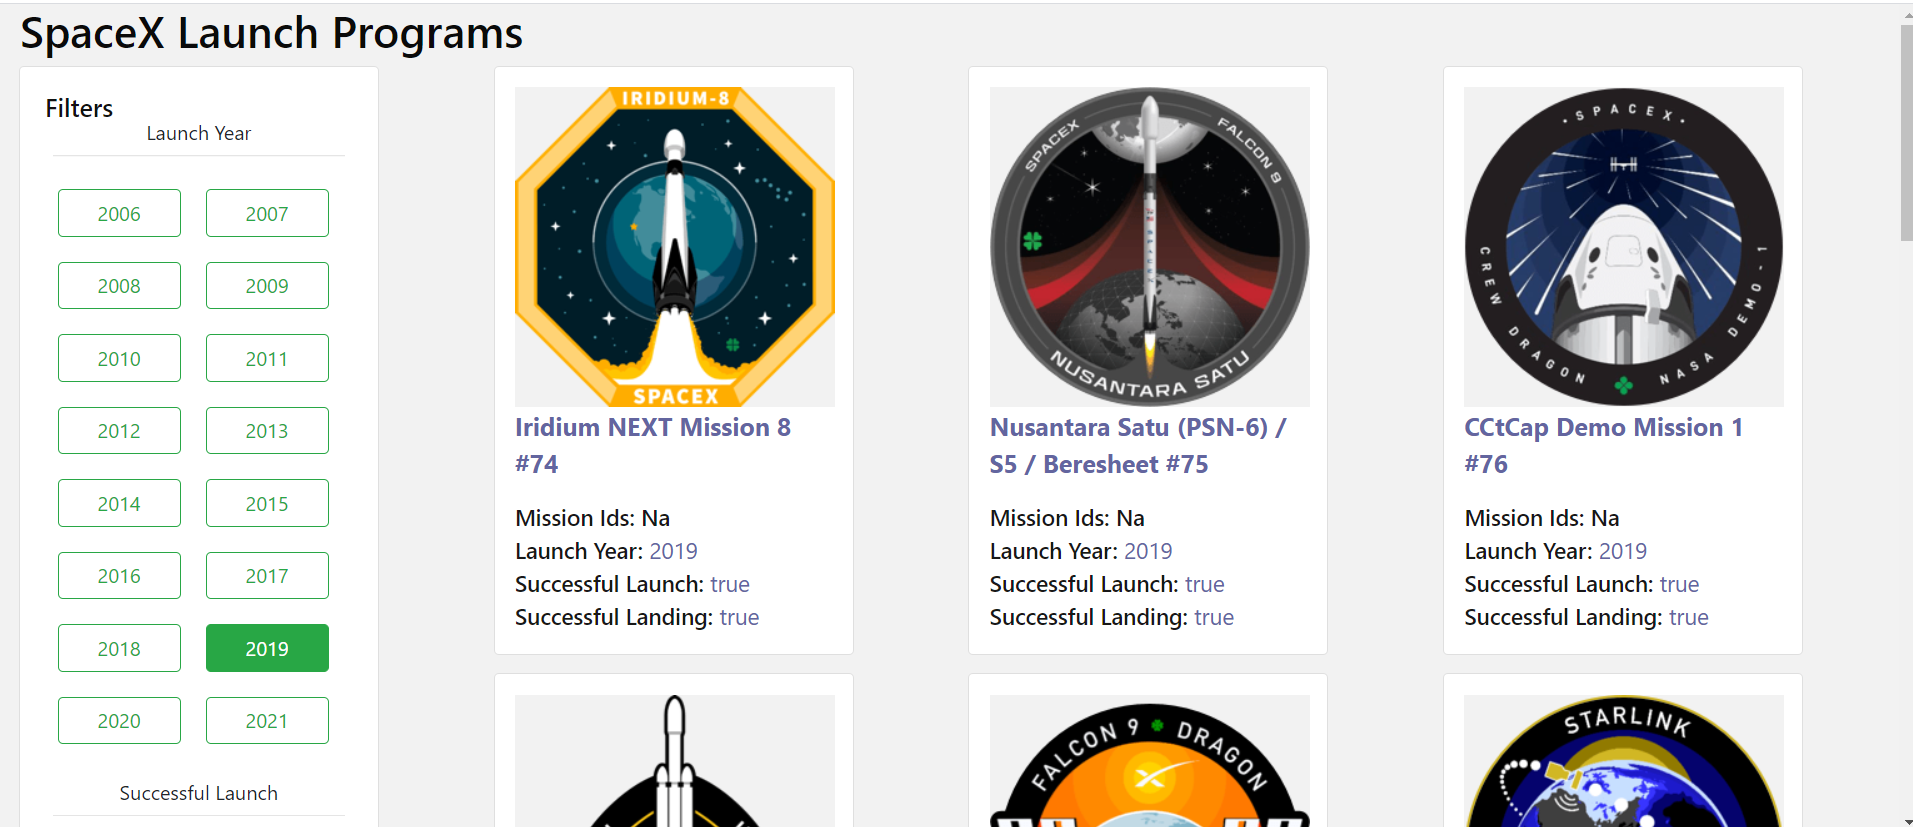 SpaceX Launch Programs
Filters
Launch Year
2006 2007
2008 2009
2010 2011
2012 2013
2014 2015
2016 2017
2018 2019
2020 2021
Successful Launch
IRIDIUM-8
SPACEX
Iridium NEXT Mission 8
#74
Mission Ids: Na
Launch Year: 2019
Successful Launch: true
Successful Landing: true
SPACEX FALCON 9
NUSANTARA SATU
Nusantara Satu (PSN-6) /
S5 / Beresheet #75
Mission Ids: Na
Launch Year: 2019
Successful Launch: true
Successful Landing: true
• SPACEX •
CREW DRAGON NASA DEMO-1
CCtCap Demo Mission 1
#76
Mission Ids: Na
Launch Year: 2019
Successful Launch: true
Successful Landing: true
FALCON 9 DRAGON
STARLINK